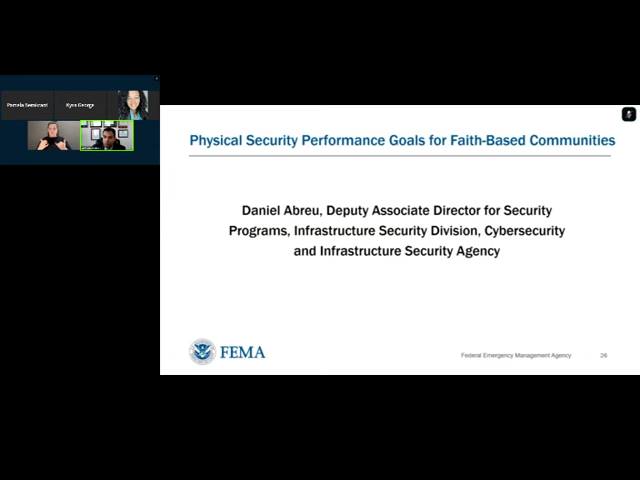 Pamela Semikrami
Kyra George
Physical Security Performance Goals for Faith-Based Communities
Daniel Abreu, Deputy Associate Director for Security
Programs, Infrastructure Security Division, Cybersecurity
and Infrastructure Security Agency
FEMA
Federal Emergency Management Agency
26